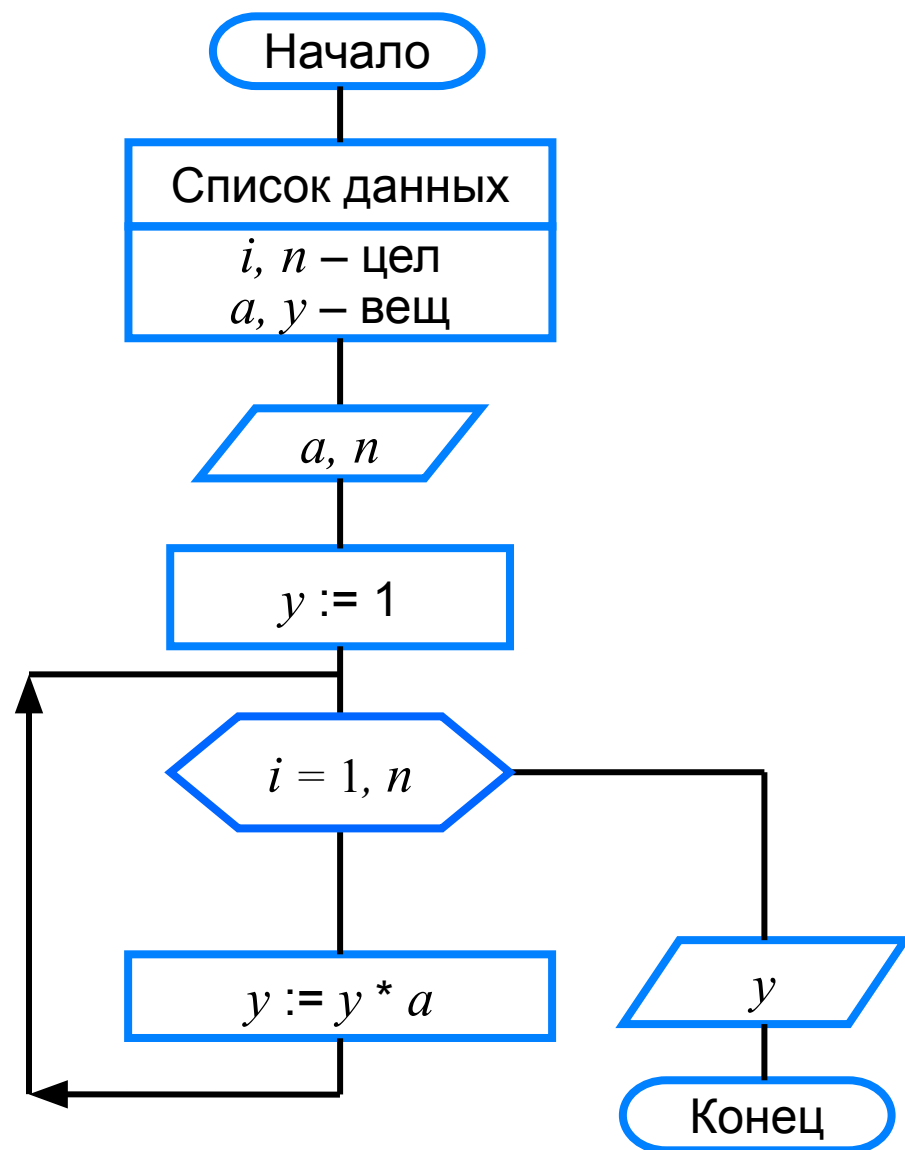 Начало
Список данных
i, n – цел
a, y – вещ
a, n
y := 1
i = 1, n
y := y * a
y
Конец